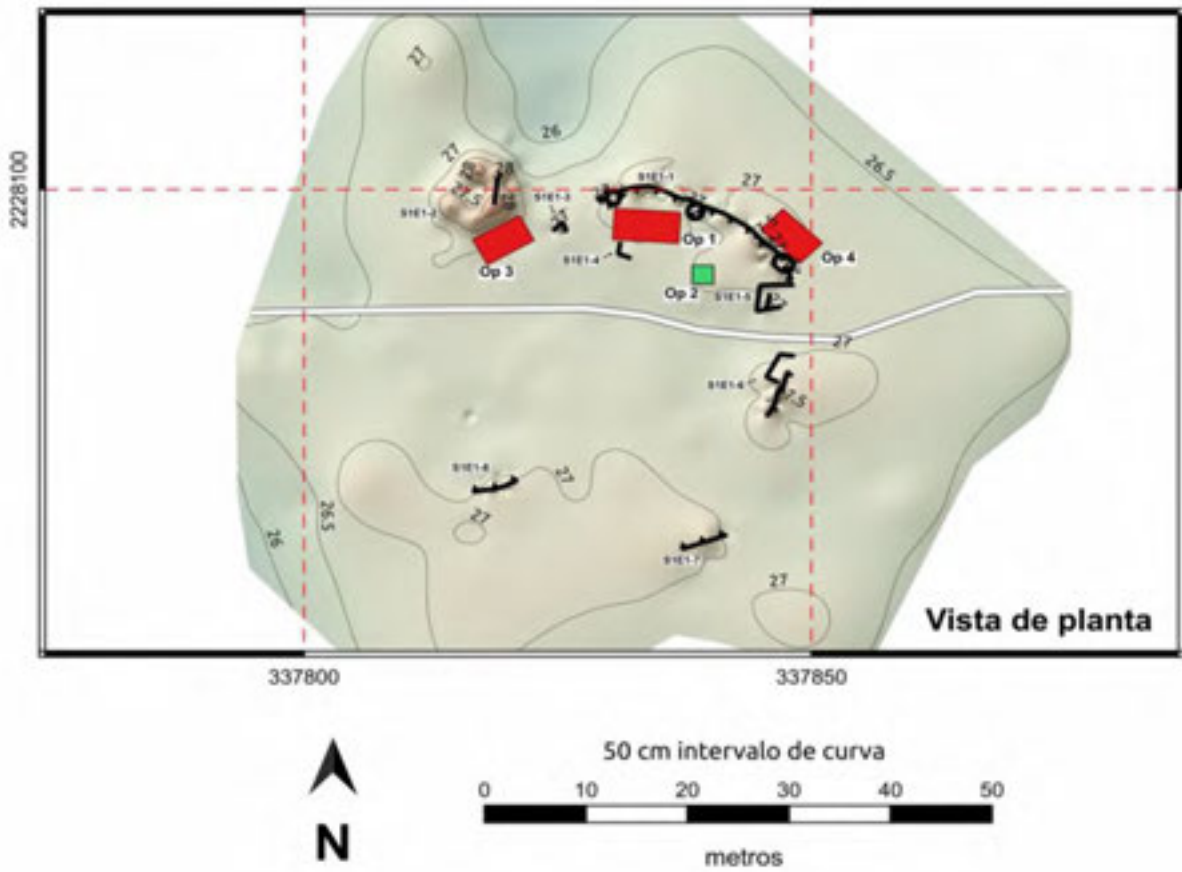 27
26
26.5
27
S1E1-1
27
2228100
27.5
S1E1-3
S1E1-2
Op 1
Op 4
S1E1-4
Op 3
Op 2
S1E1-5
27
S1E1-6
S1E1-8
27
26.5
27
26
S1E1-7
27
Vista de planta
337800
337850
50 cm intervalo de curva
0 10 20 30 40 50
N
metros